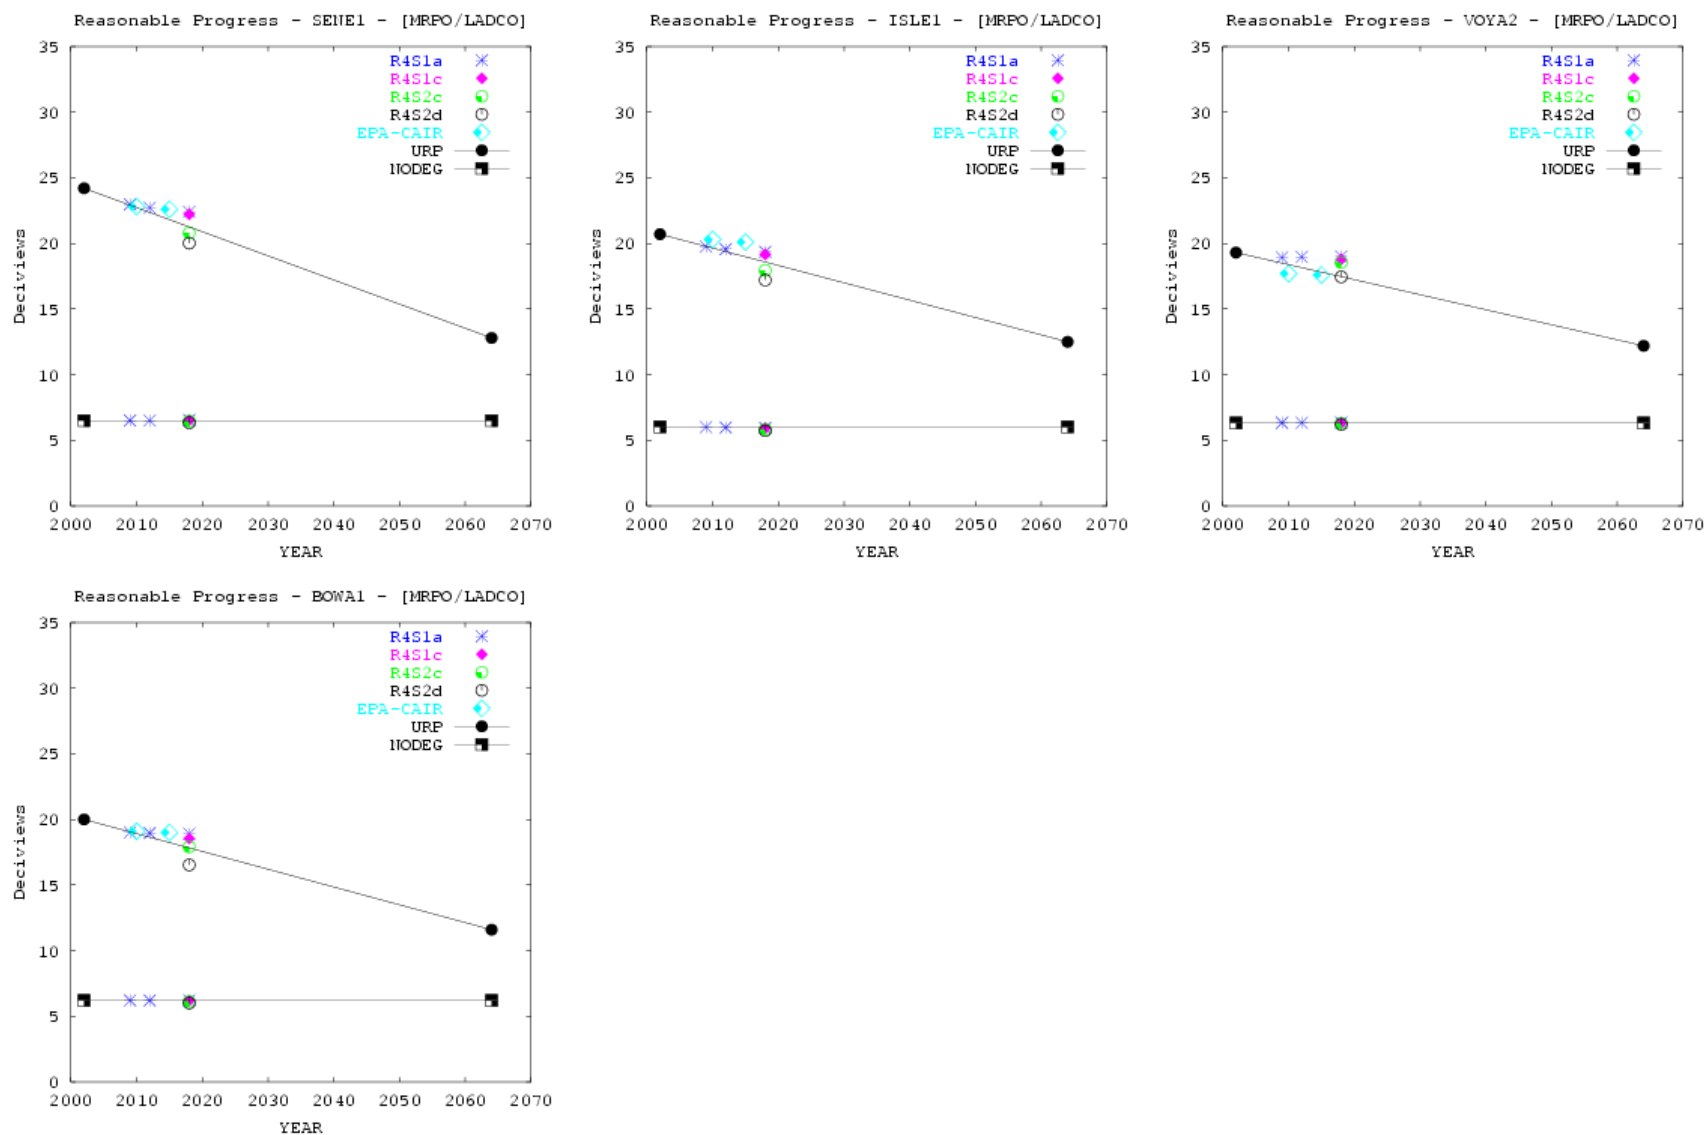 Reasonable Progress - SENE1 - [MRPO/LADCO]
35
30
25
20
15
10
5
0
Deciviews
R4S1a
R4S1c
R4S2c
R4S2d
EPA-CAIR
URP
NODEG
2000 2010 2020 2030 2040 2050 2060 2070
YEAR
Reasonable Progress - ISLE1 - [MRPO/LADCO]
35
30
25
20
15
10
5
0
Deciviews
R4S1a
R4S1c
R4S2c
R4S2d
EPA-CAIR
URP
NODEG
2000 2010 2020 2030 2040 2050 2060 2070
YEAR
Reasonable Progress - VOYA2 - [MRPO/LADCO]
35
30
25
20
15
10
5
0
Deciviews
R4S1a
R4S1c
R4S2c
R4S2d
EPA-CAIR
URP
NODEG
2000 2010 2020 2030 2040 2050 2060 2070
YEAR
Reasonable Progress - BOWA1 - [MRPO/LADCO]
35
30
25
20
15
10
5
0
Deciviews
R4S1a
R4S1c
R4S2c
R4S2d
EPA-CAIR
URP
NODEG
2000 2010 2020 2030 2040 2050 2060 2070
YEAR